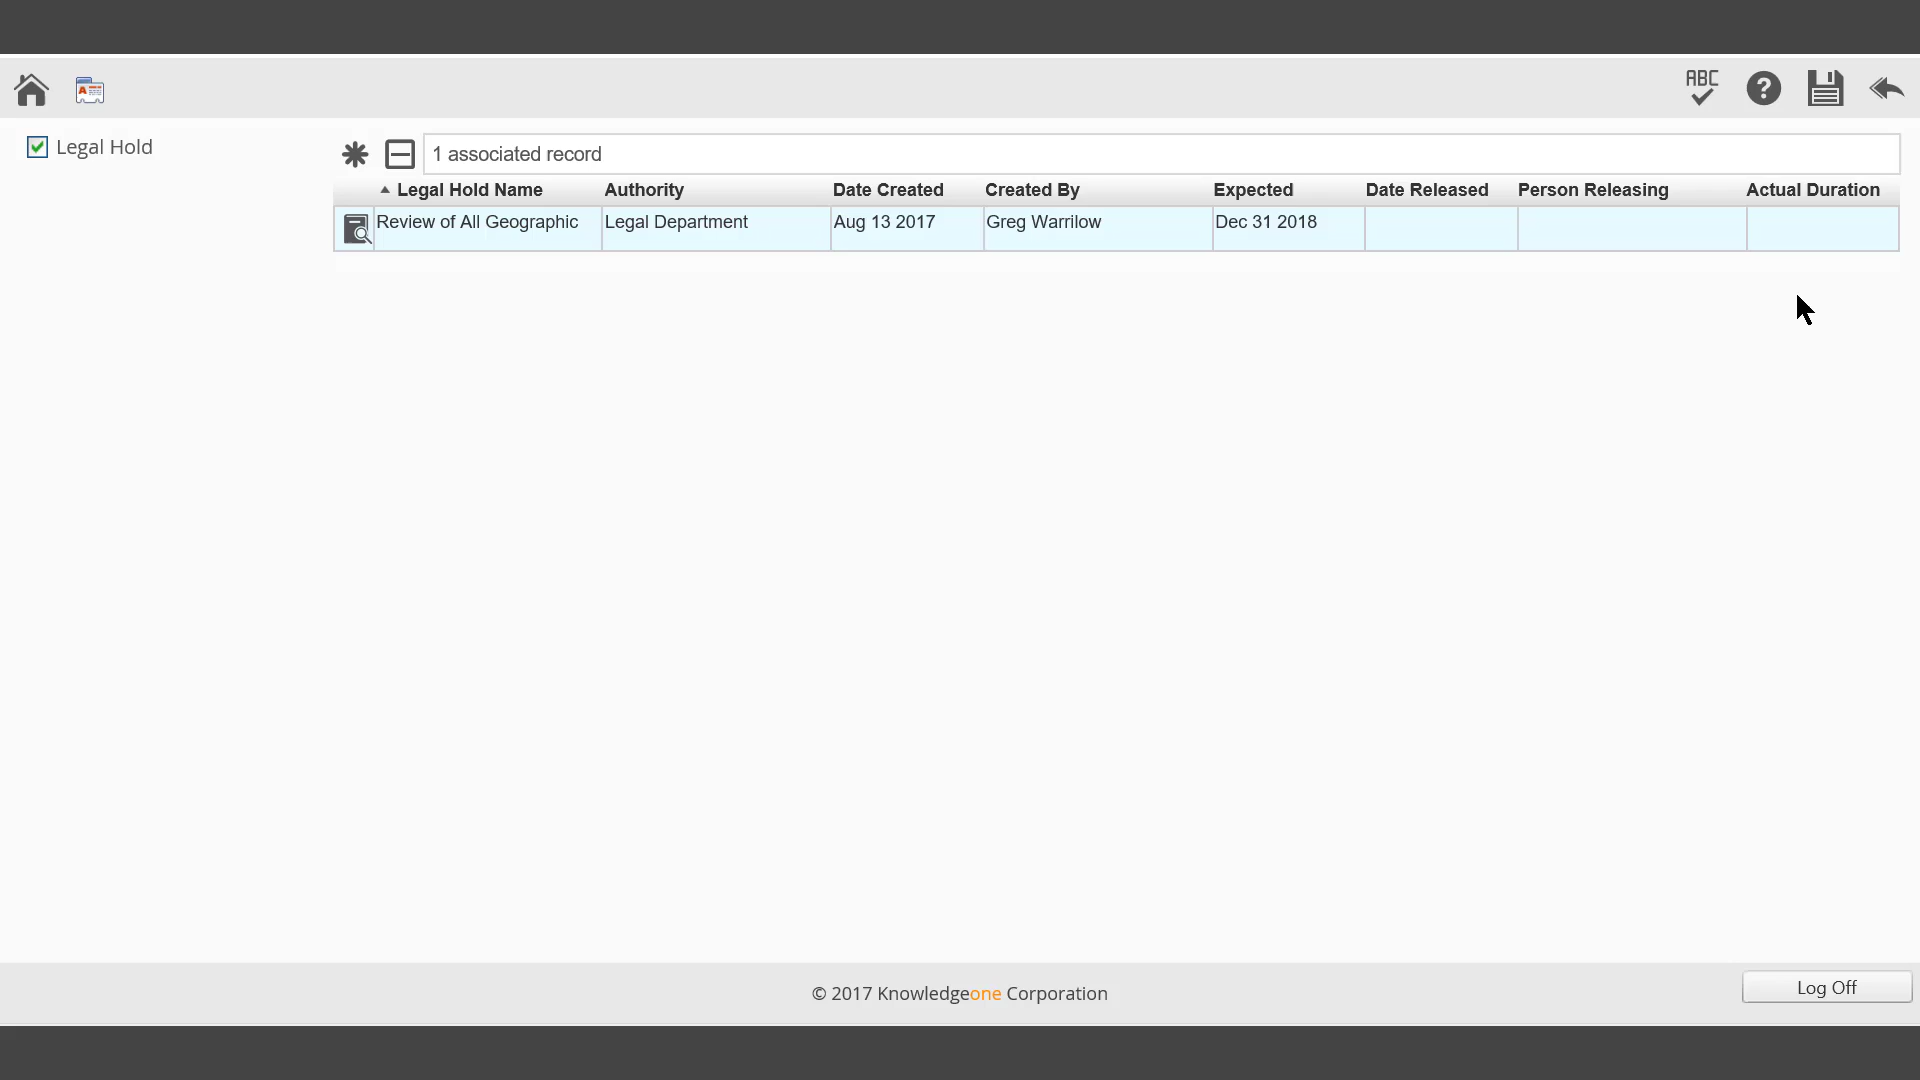 ABC
Legal Hold
1 associated record
Legal Hold Name Authority Date Created Created By Expected Date Released Person Releasing Actual Duration
Review of All Geographic Legal Department Aug 13 2017 Greg Warrilow Dec 31 2018
© 2017 Knowledgeone Corporation
Log Off